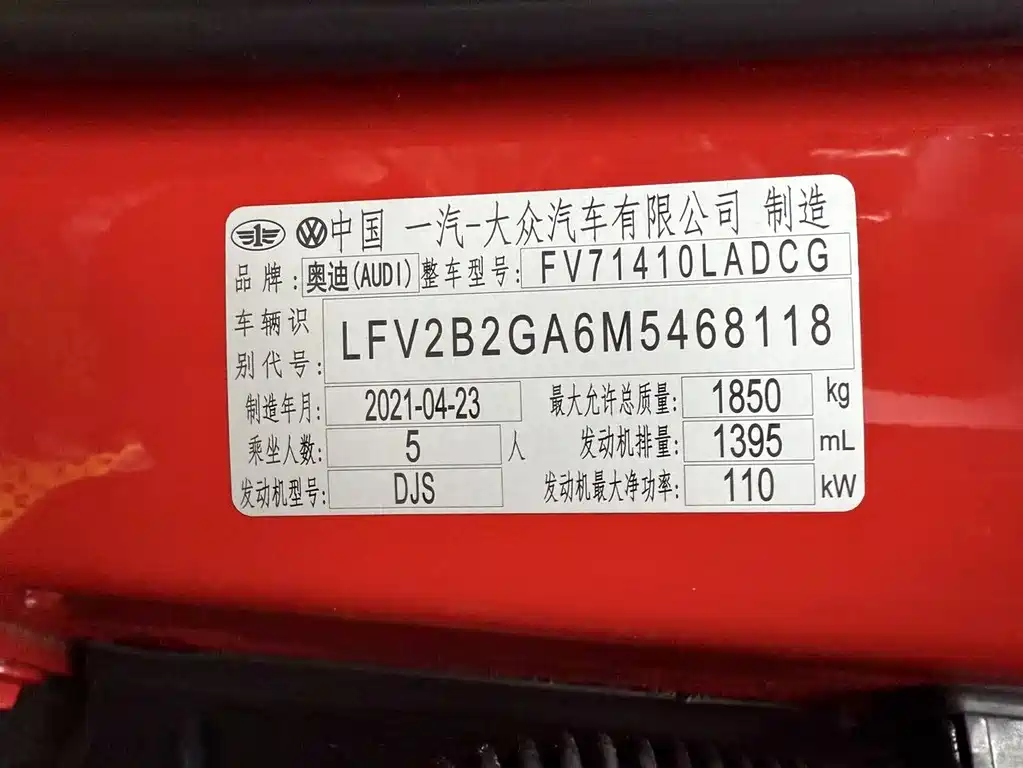 中国 一汽-大众汽车有限公司 制造
品牌: 奥迪(AUDI) 整车型号: FV71410LADCG
车辆识别代号: LFV2B2GA6M5468118
制造年月: 2021-04-23 最大允许总质量: 1850 kg
乘坐人数: 5 人 发动机排量: 1395 mL
发动机型号: DJS 发动机最大净功率: 110 kW